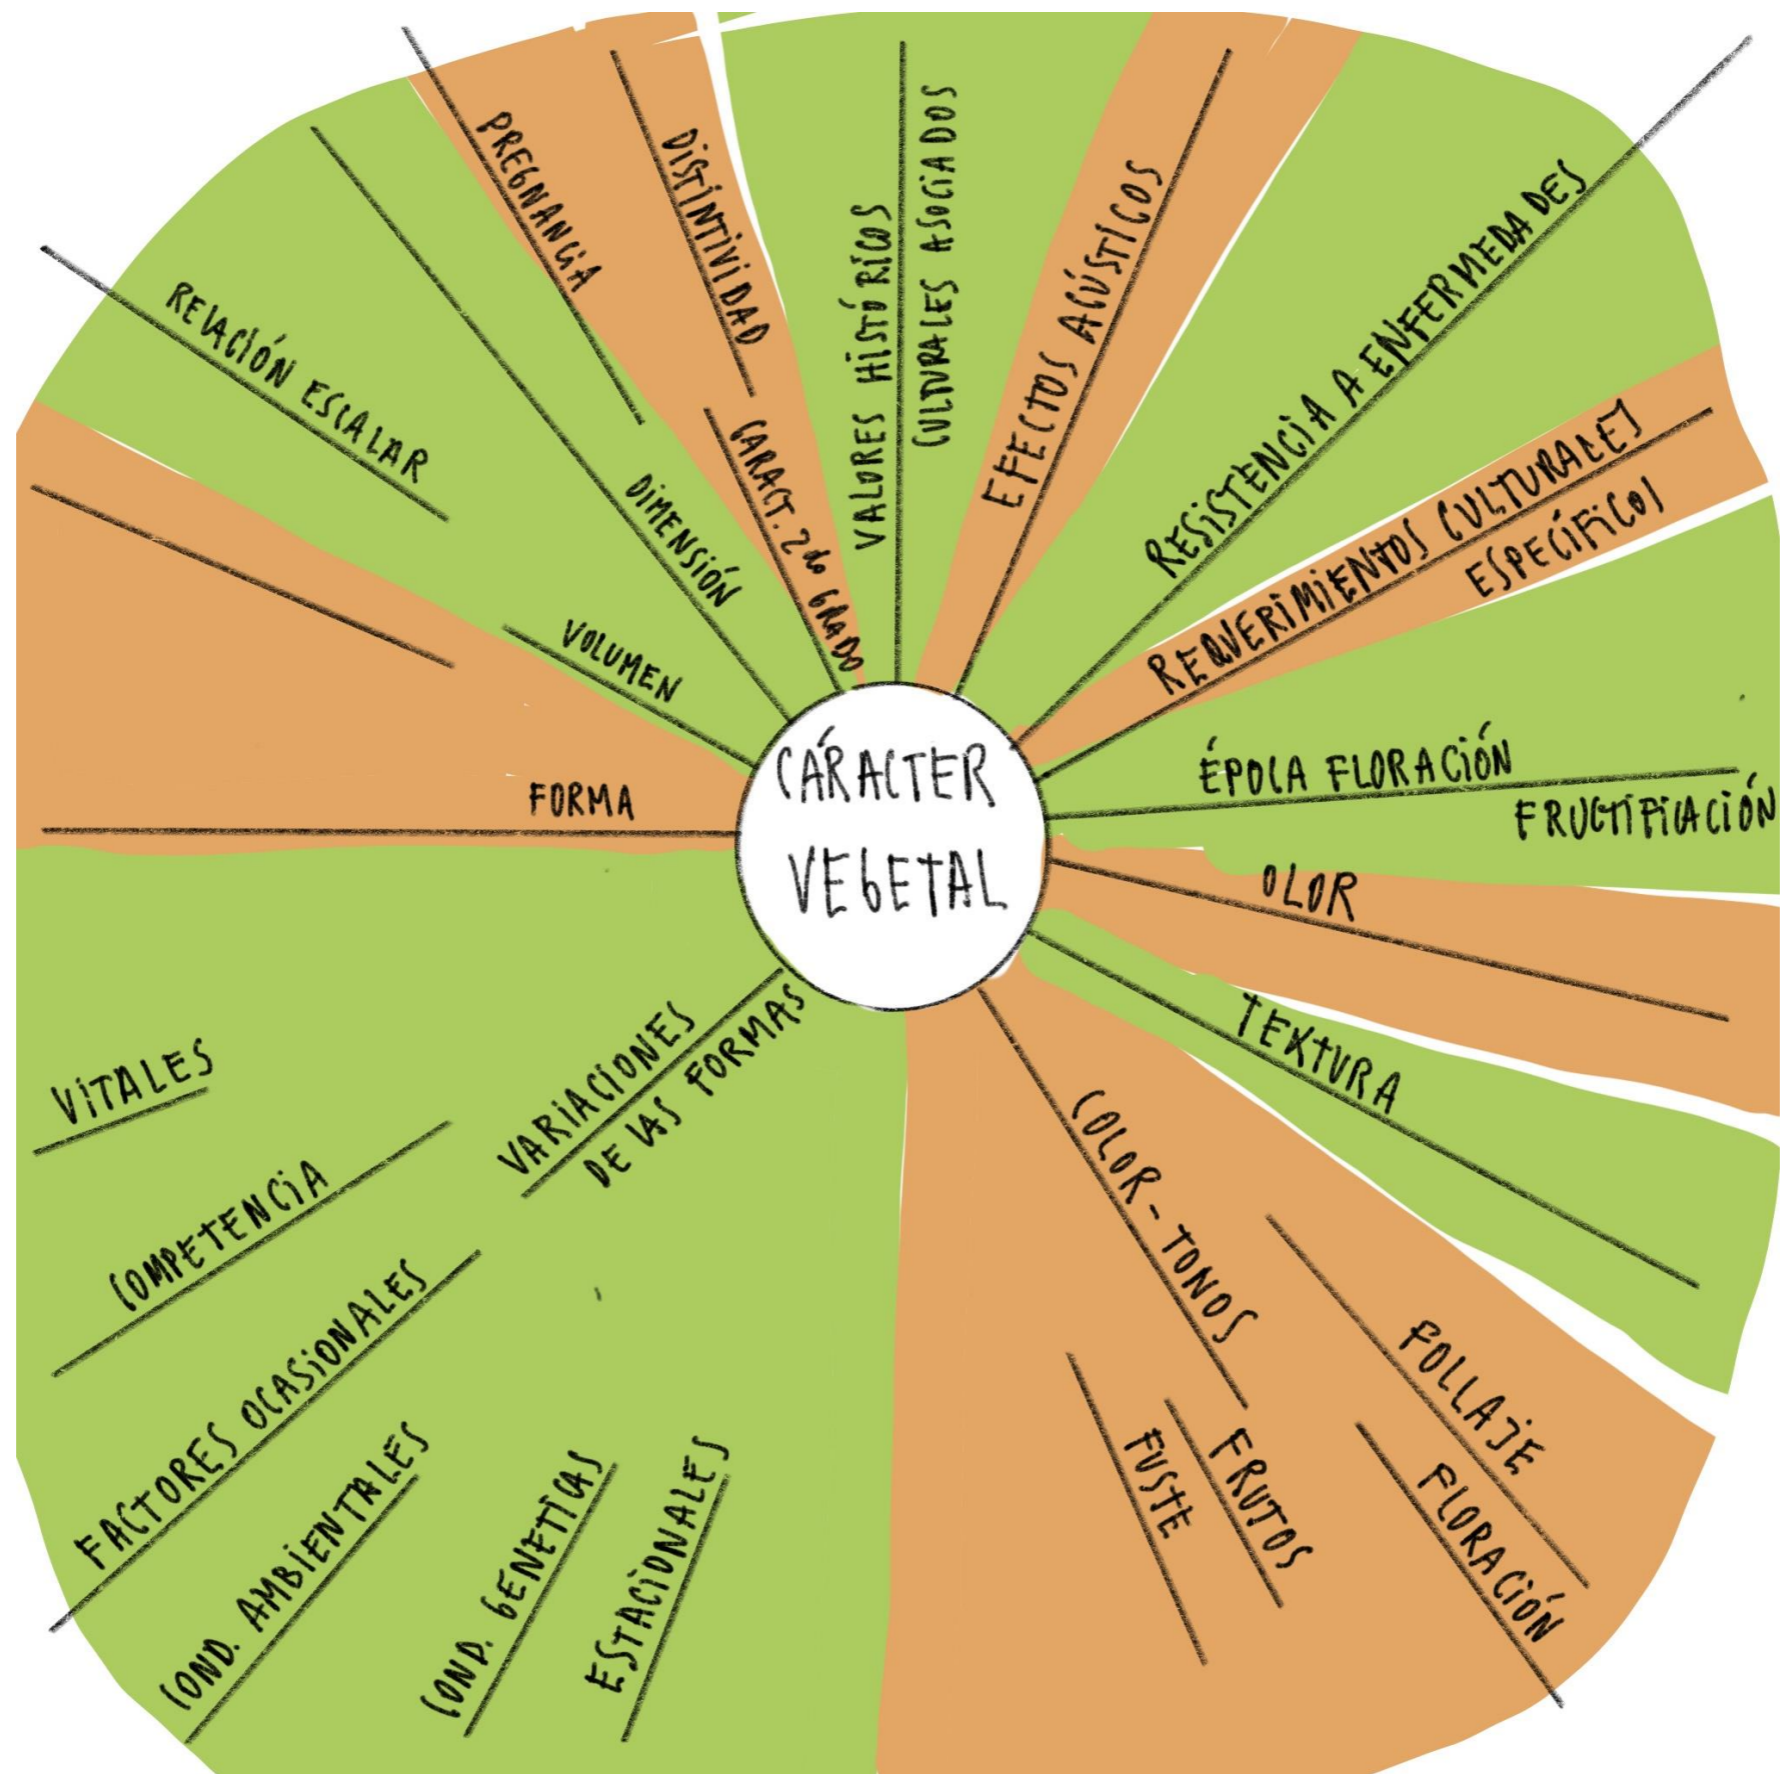 CÁRACTER
VEGETAL
VALORES HISTÓRICOS
CULTURALES ASOCIADOS
EFECTOS ACÚSTICOS
RESISTENCIA A ENFERMEDADES
REQUERIMIENTOS CULTURALES
ESPECÍFICOS
ÉPOCA FLORACIÓN
FRUCTIFICACIÓN
OLOR
TEXTURA
COLOR-TONOS
FOLLAJE
FLORACIÓN
FRUTOS
FUSTE
VARIACIONES
DE LAS FORMAS
ESTACIONALES
COND. GENETICAS
COND. AMBIENTALES
FACTORES OCASIONALES
COMPETENCIA
VITALES
FORMA
VOLUMEN
RELACIÓN ESCALAR
DIMENSIÓN
PREGNANCIA
DISTINTIVIDAD
CARACT. 2do GRADO